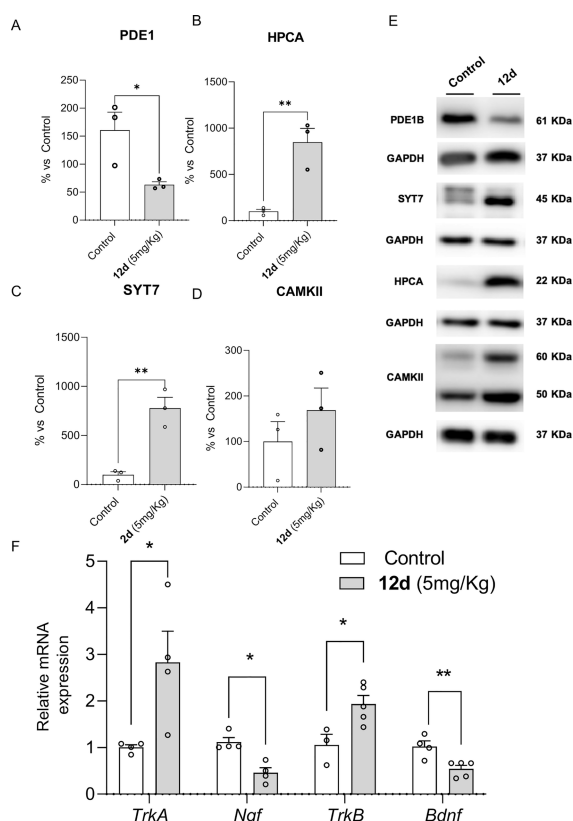 A
PDE1
% vs Control
250
200
150
100
50
0
*
Control
12d (5mg/Kg)
B
HPCA
% vs Control
1500
1000
500
0
**
Control
12d (5mg/Kg)
C
SYT7
% vs Control
1500
1000
500
0
**
Control
2d (5mg/Kg)
D
CAMKII
% vs Control
300
200
100
0
Control
12d (5mg/Kg)
E
Control 12d
PDE1B 61 KDa
GAPDH 37 KDa
SYT7 45 KDa
GAPDH 37 KDa
HPCA 22 KDa
GAPDH 37 KDa
60 KDa
CAMKII
50 KDa
GAPDH 37 KDa
F
Relative mRNA
expression
5
4
3
2
1
0
*
*
*
**
Control
12d (5mg/Kg)
TrkA Ngf TrkB Bdnf